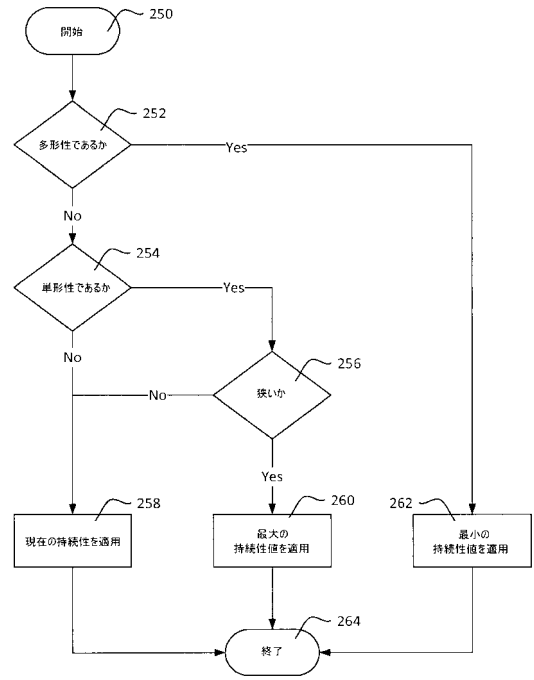 開始
250
252
多形性であるか
Yes
No
254
単形性であるか
Yes
No
256
狭いか
No
Yes
258
現在の持続性を適用
260
最大の
持続性値を適用
262
最小の
持続性値を適用
264
終了